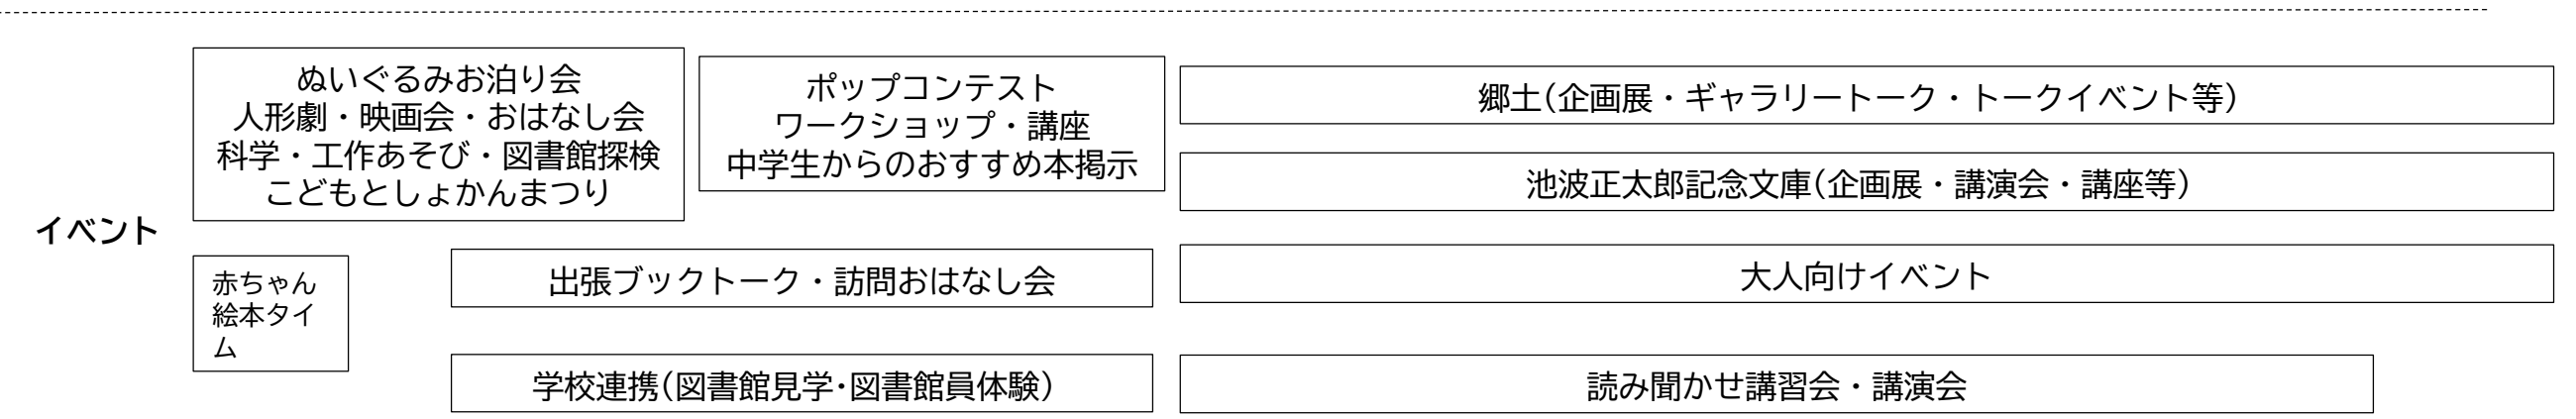 イベント
ぬいぐるみお泊り会
人形劇・映画会・おはなし会
科学・工作あそび・図書館探検
こどもとしょかんまつり
ポップコンテスト
ワークショップ・講座
中学生からのおすすめ本掲示
郷土(企画展・ギャラリートーク・トークイベント等)
池波正太郎記念文庫(企画展・講演会・講座等)
赤ちゃん
絵本タイ
ム
出張ブックトーク・訪問おはなし会
大人向けイベント
学校連携(図書館見学･図書館員体験)
読み聞かせ講習会・講演会